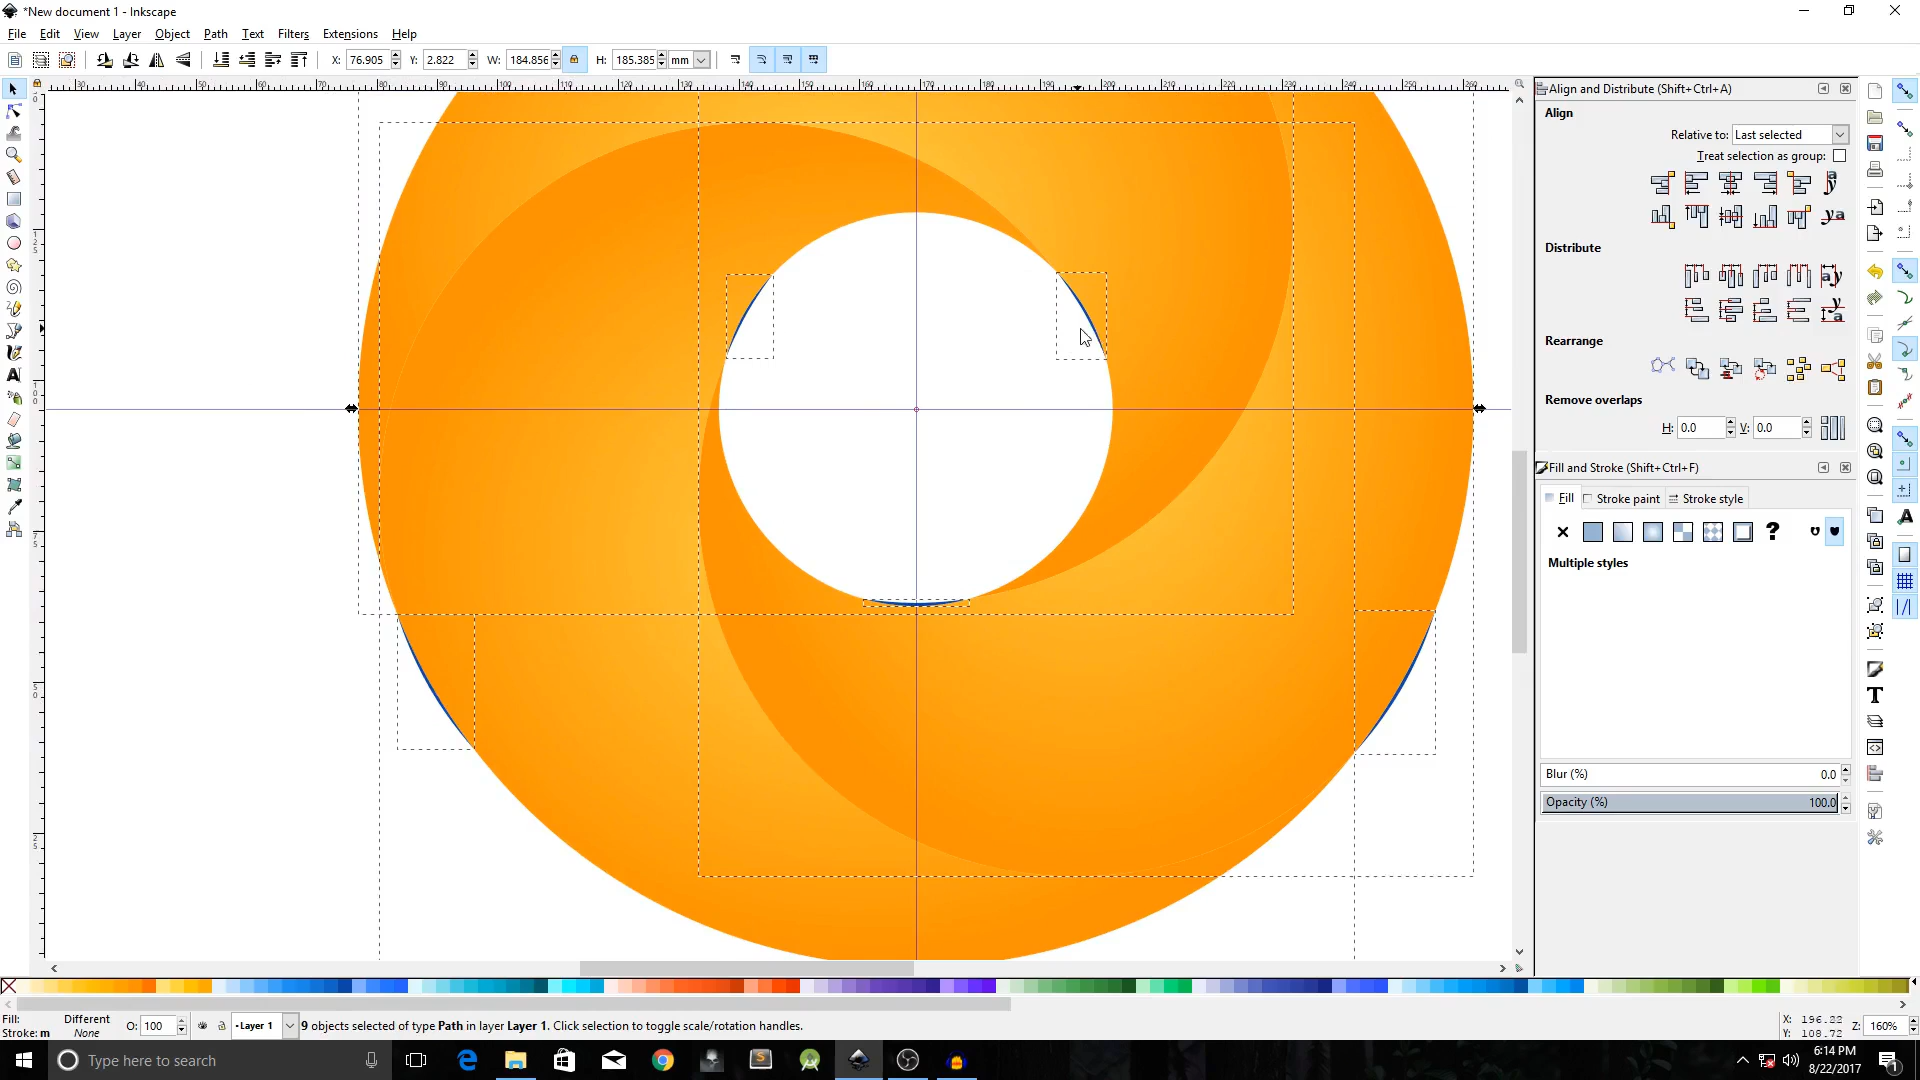 *New document 1 - Inkscape
File Edit View Layer Object Path Text Filters Extensions Help
X: 76.905 Y: 2.822 W: 184.856 H: 185.385 mm
Align and Distribute (Shift+Ctrl+A)
Align
Relative to: Last selected
Treat selection as group:
Distribute
Rearrange
Remove overlaps
H: 0.0 V: 0.0
Fill and Stroke (Shift+Ctrl+F)
Fill Stroke paint Stroke style
Multiple styles
Blur (%) 0.0
Opacity (%) 100.0
Fill: Different
Stroke: m None
O: 100
•Layer 1
9 objects selected of type Path in layer Layer 1. Click selection to toggle scale/rotation handles.
X: 196.82
Y: 108.72
Z: 160%
Type here to search
6:14 PM
8/22/2017